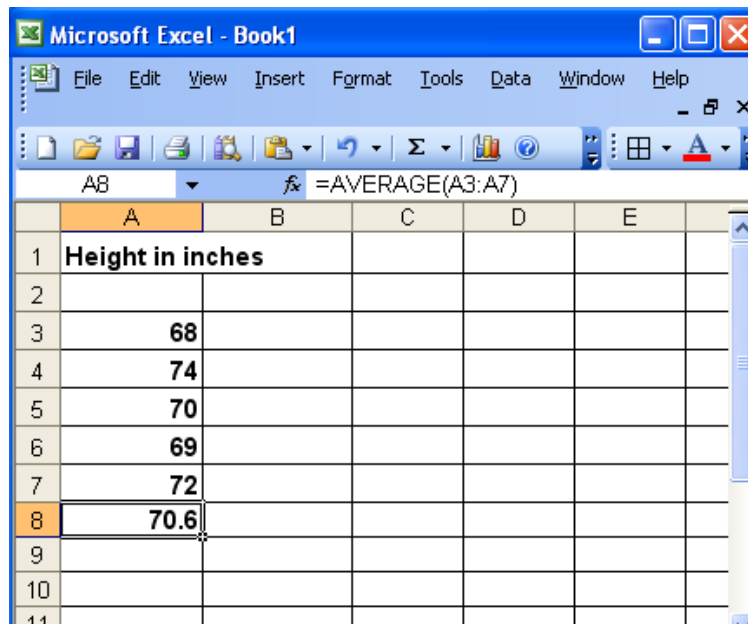 Microsoft Excel - Book1
File Edit View Insert Format Tools Data Window Help
Σ A
A8 fx =AVERAGE(A3:A7)
A B C D E
1 Height in inches
2
3 68
4 74
5 70
6 69
7 72
8 70.6
9
10
11